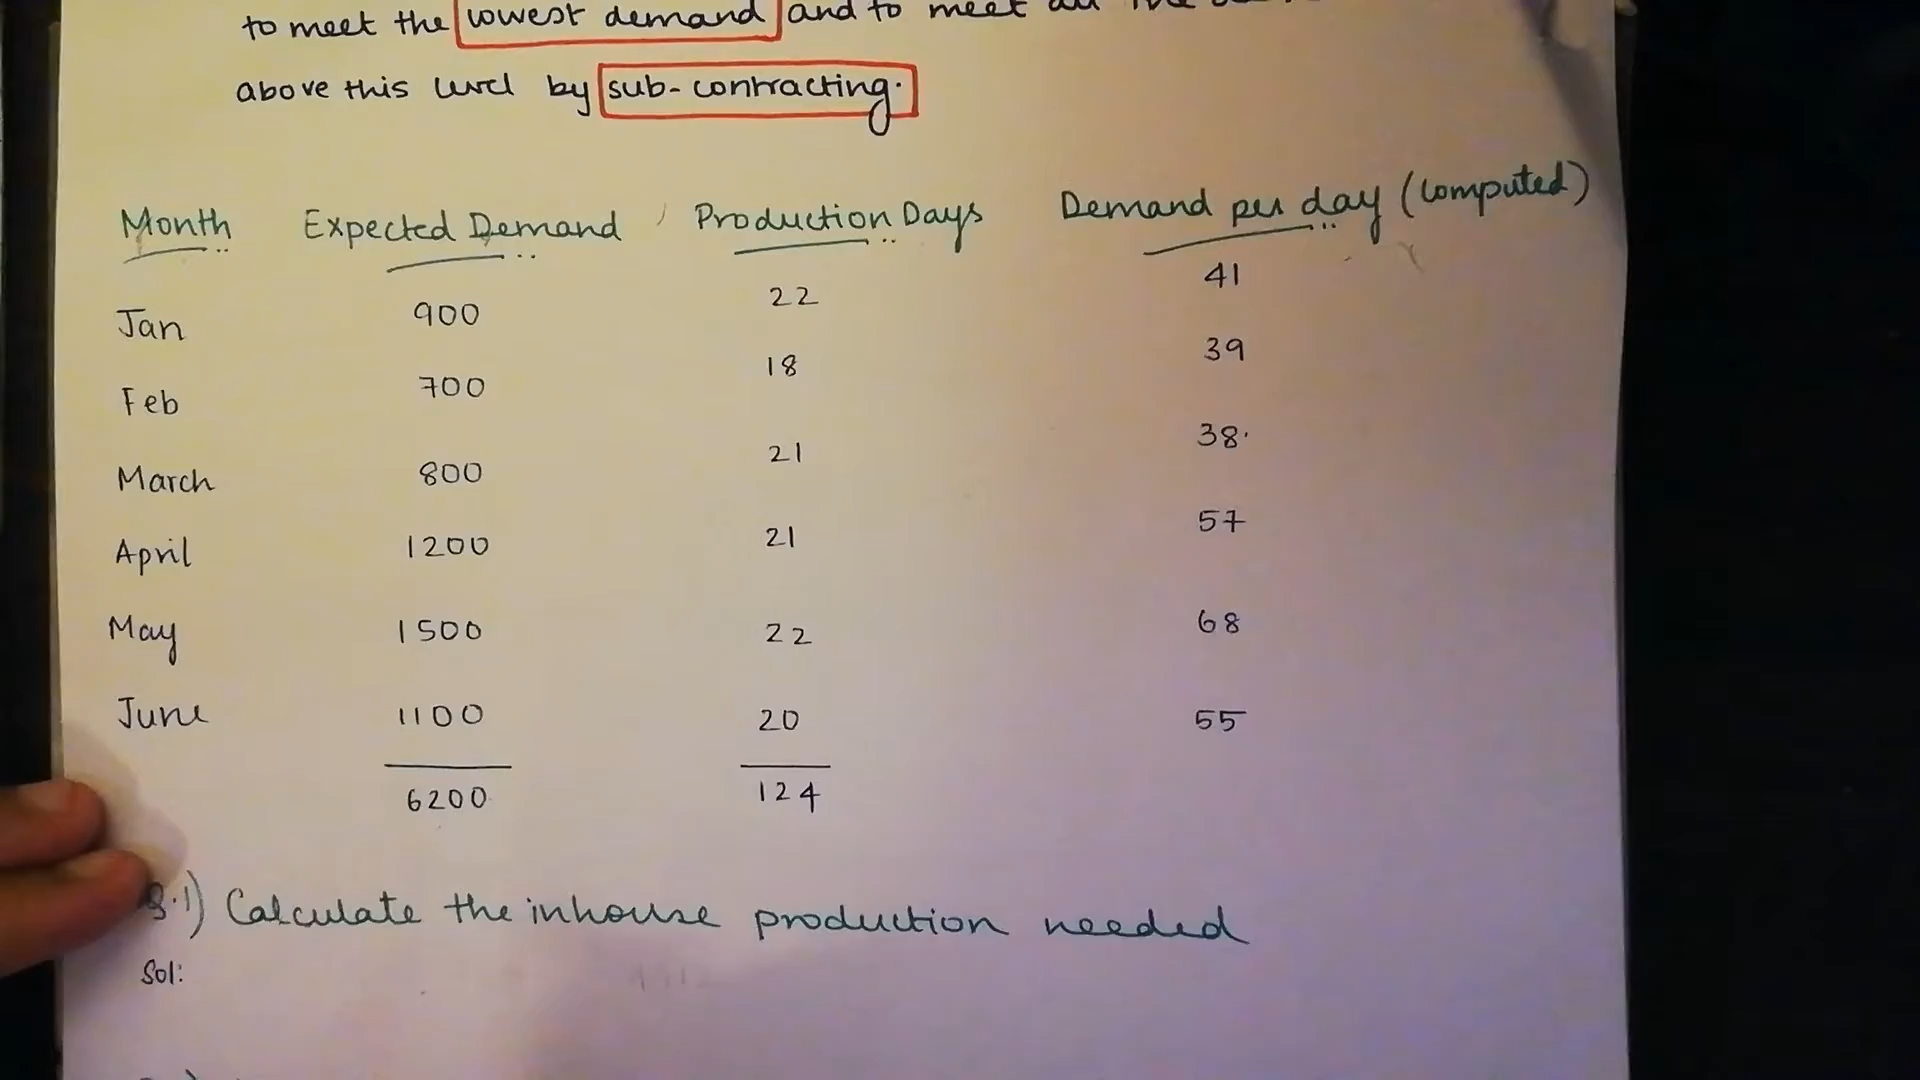 to meet the lowest demand and to meet
above this level by sub-contracting.
Month Expected Demand Production Days Demand per day (computed)
Jan 900 22 41
Feb 700 18 39
March 800 21 38.
April 1200 21 57
May 1500 22 68
June 1100 20 55
6200 124
Q.1) Calculate the inhouse production needed
Sol: